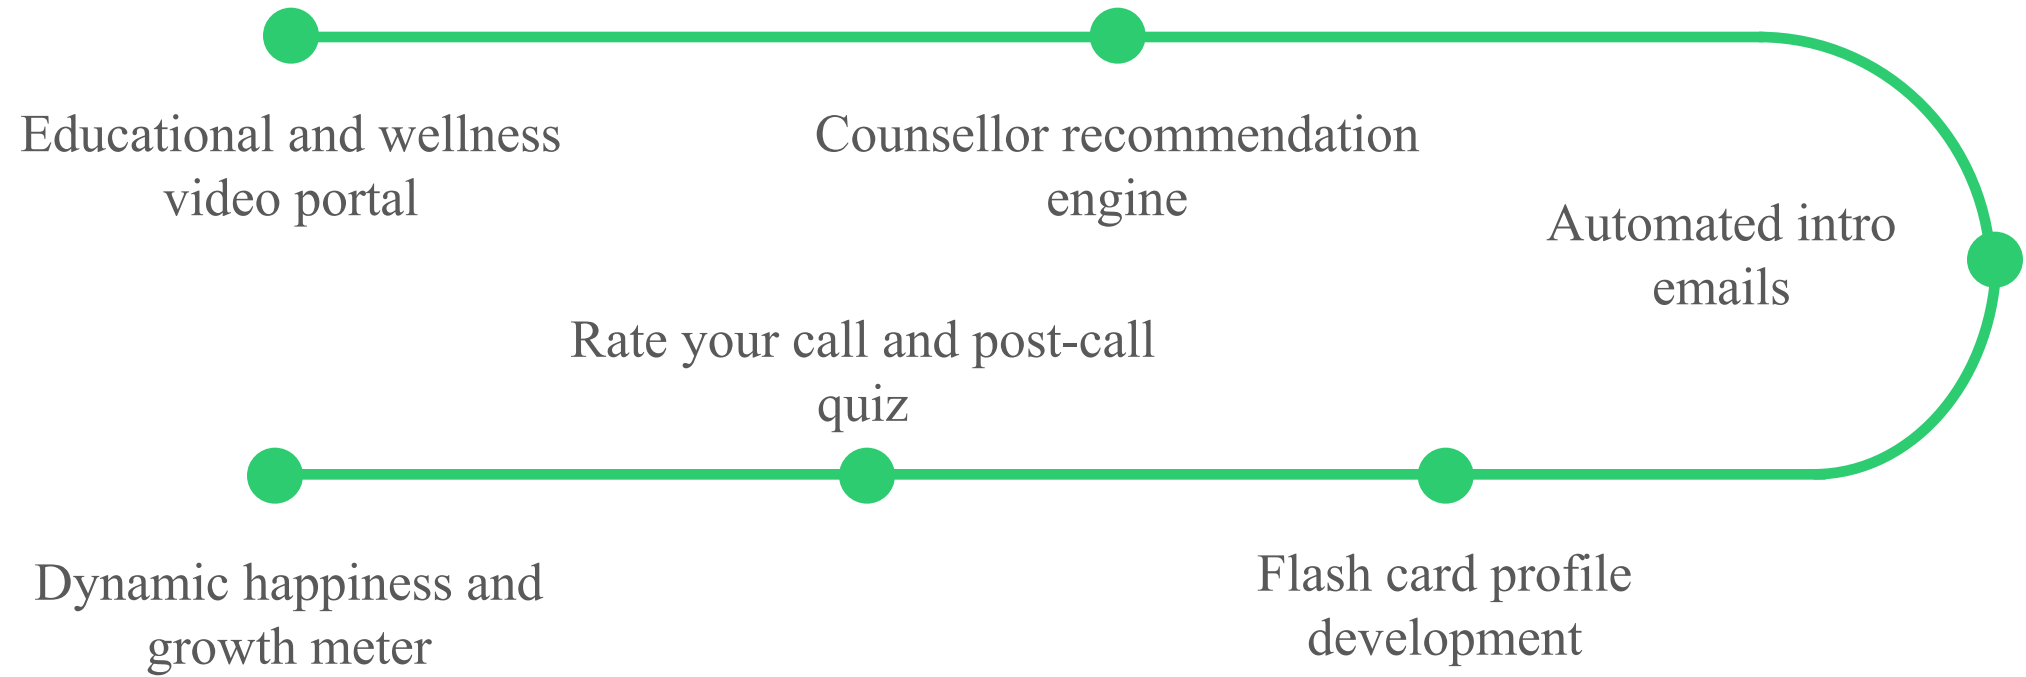 Educational and wellness
video portal
Counsellor recommendation
engine
Automated intro
emails
Rate your call and post-call
quiz
Dynamic happiness and
growth meter
Flash card profile
development